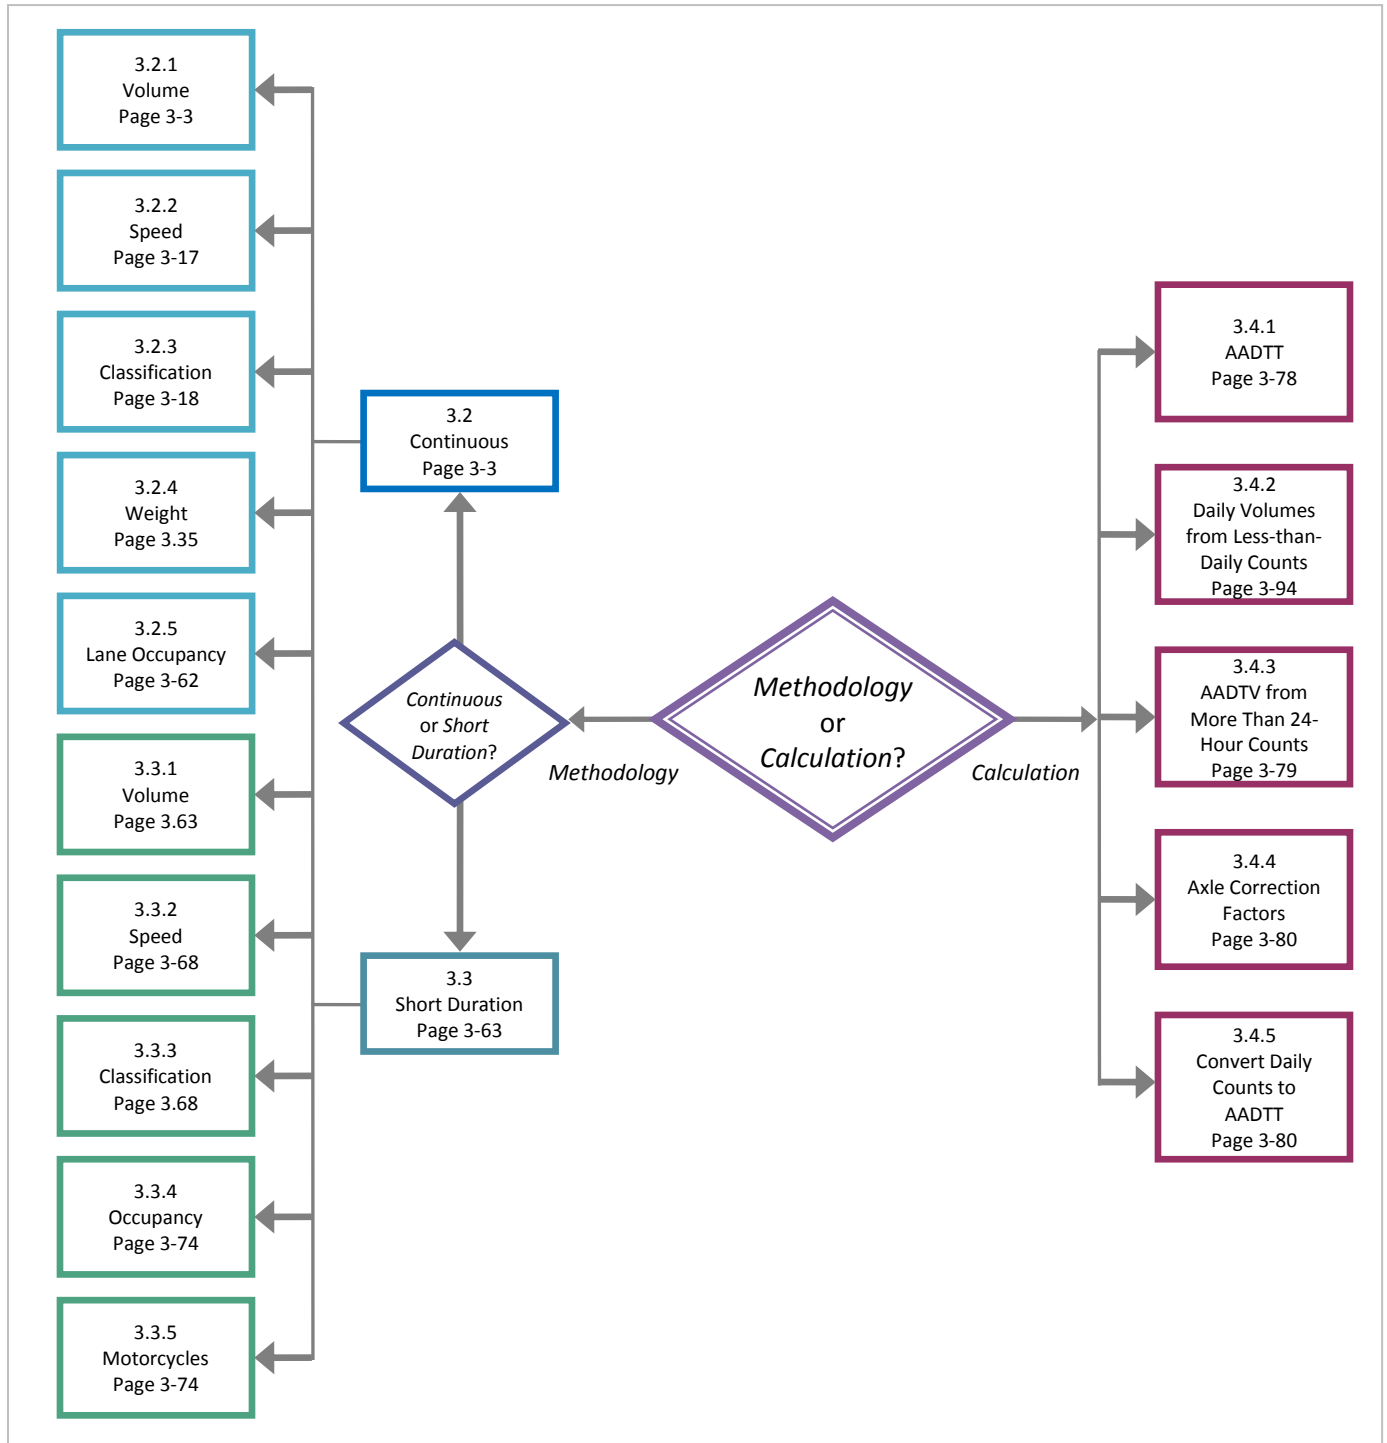 3.2.1
Volume
Page 3-3
3.2.2
Speed
Page 3-17
3.2.3
Classification
Page 3-18
3.2.4
Weight
Page 3.35
3.2.5
Lane Occupancy
Page 3-62
3.3.1
Volume
Page 3.63
3.3.2
Speed
Page 3-68
3.3.3
Classification
Page 3.68
3.3.4
Occupancy
Page 3-74
3.3.5
Motorcycles
Page 3-74
3.2
Continuous
Page 3-3
Continuous
or Short
Duration?
3.3
Short Duration
Page 3-63
Methodology
Methodology
or
Calculation?
Calculation
3.4.1
AADTT
Page 3-78
3.4.2
Daily Volumes
from Less-than-
Daily Counts
Page 3-94
3.4.3
AADTV from
More Than 24-
Hour Counts
Page 3-79
3.4.4
Axle Correction
Factors
Page 3-80
3.4.5
Convert Daily
Counts to
AADTT
Page 3-80